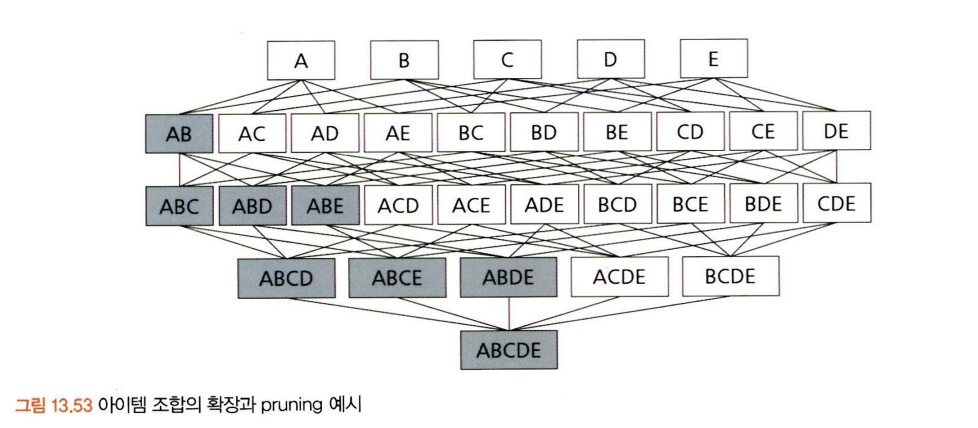 A B C D E
AB AC AD AE BC BD BE CD CE DE
ABC ABD ABE ACD ACE ADE BCD BCE BDE CDE
ABCD ABCE ABDE ACDE BCDE
ABCDE
그림 13.53 아이템 조합의 확장과 pruning 예시